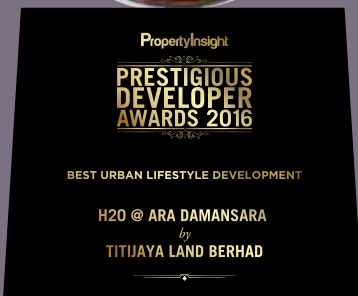 PropertyInsight
PRESTIGIOUS
DEVELOPER
AWARDS 2016
BEST URBAN LIFESTYLE DEVELOPMENT
H2O @ ARA DAMANSARA
by
TITIJAYA LAND BERHAD